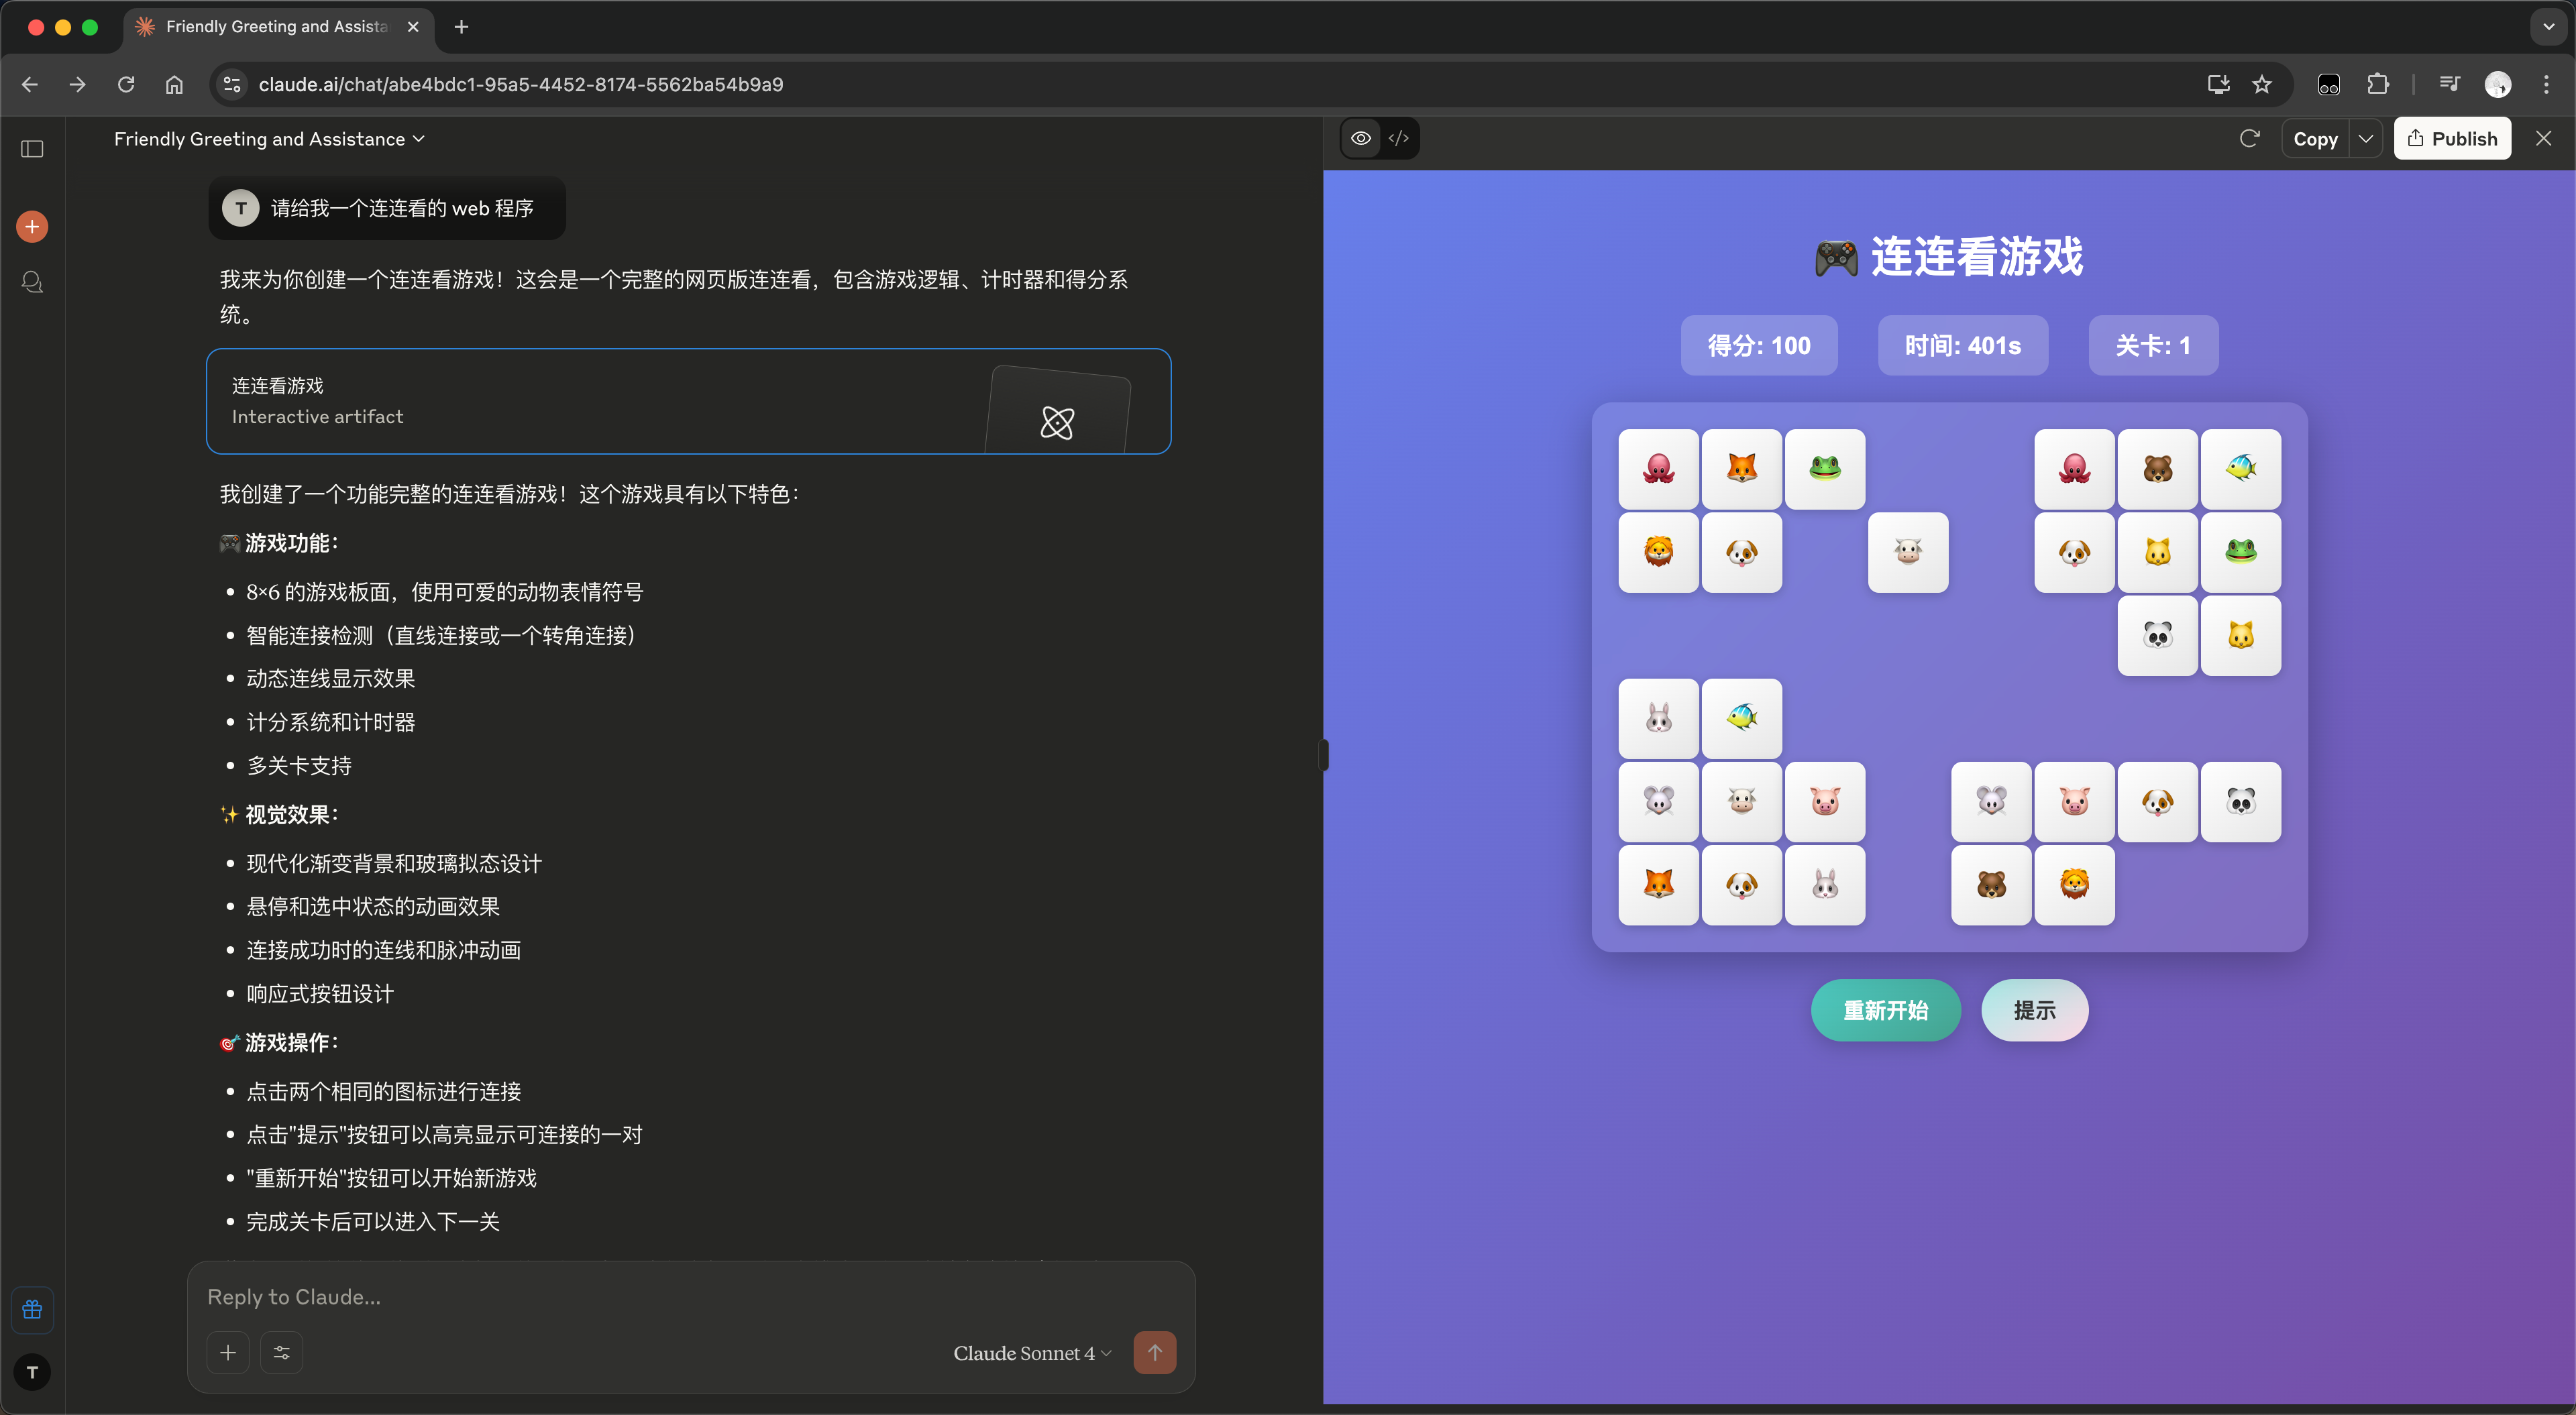 Friendly Greeting and Assista
claude.ai/chat/abe4bdc1-95a5-4452-8174-5562ba54b9a9
Friendly Greeting and Assistance
T
请给我一个连连看的 web 程序
我来为你创建一个连连看游戏！这会是一个完整的网页版连连看，包含游戏逻辑、计时器和得分系
统。
连连看游戏
Interactive artifact
我创建了一个功能完整的连连看游戏！这个游戏具有以下特色：
🎮 游戏功能：
• 8×6 的游戏板面，使用可爱的动物表情符号
• 智能连接检测（直线连接或一个转角连接）
• 动态连线显示效果
• 计分系统和计时器
• 多关卡支持
✨ 视觉效果：
• 现代化渐变背景和玻璃拟态设计
• 悬停和选中状态的动画效果
• 连接成功时的连线和脉冲动画
• 响应式按钮设计
🎯 游戏操作：
• 点击两个相同的图标进行连接
• 点击"提示"按钮可以高亮显示可连接的一对
• "重新开始"按钮可以开始新游戏
• 完成关卡后可以进入下一关
Reply to Claude...
Claude Sonnet 4
T
Copy
Publish
🎮 连连看游戏
得分: 100
时间: 401s
关卡: 1
重新开始
提示